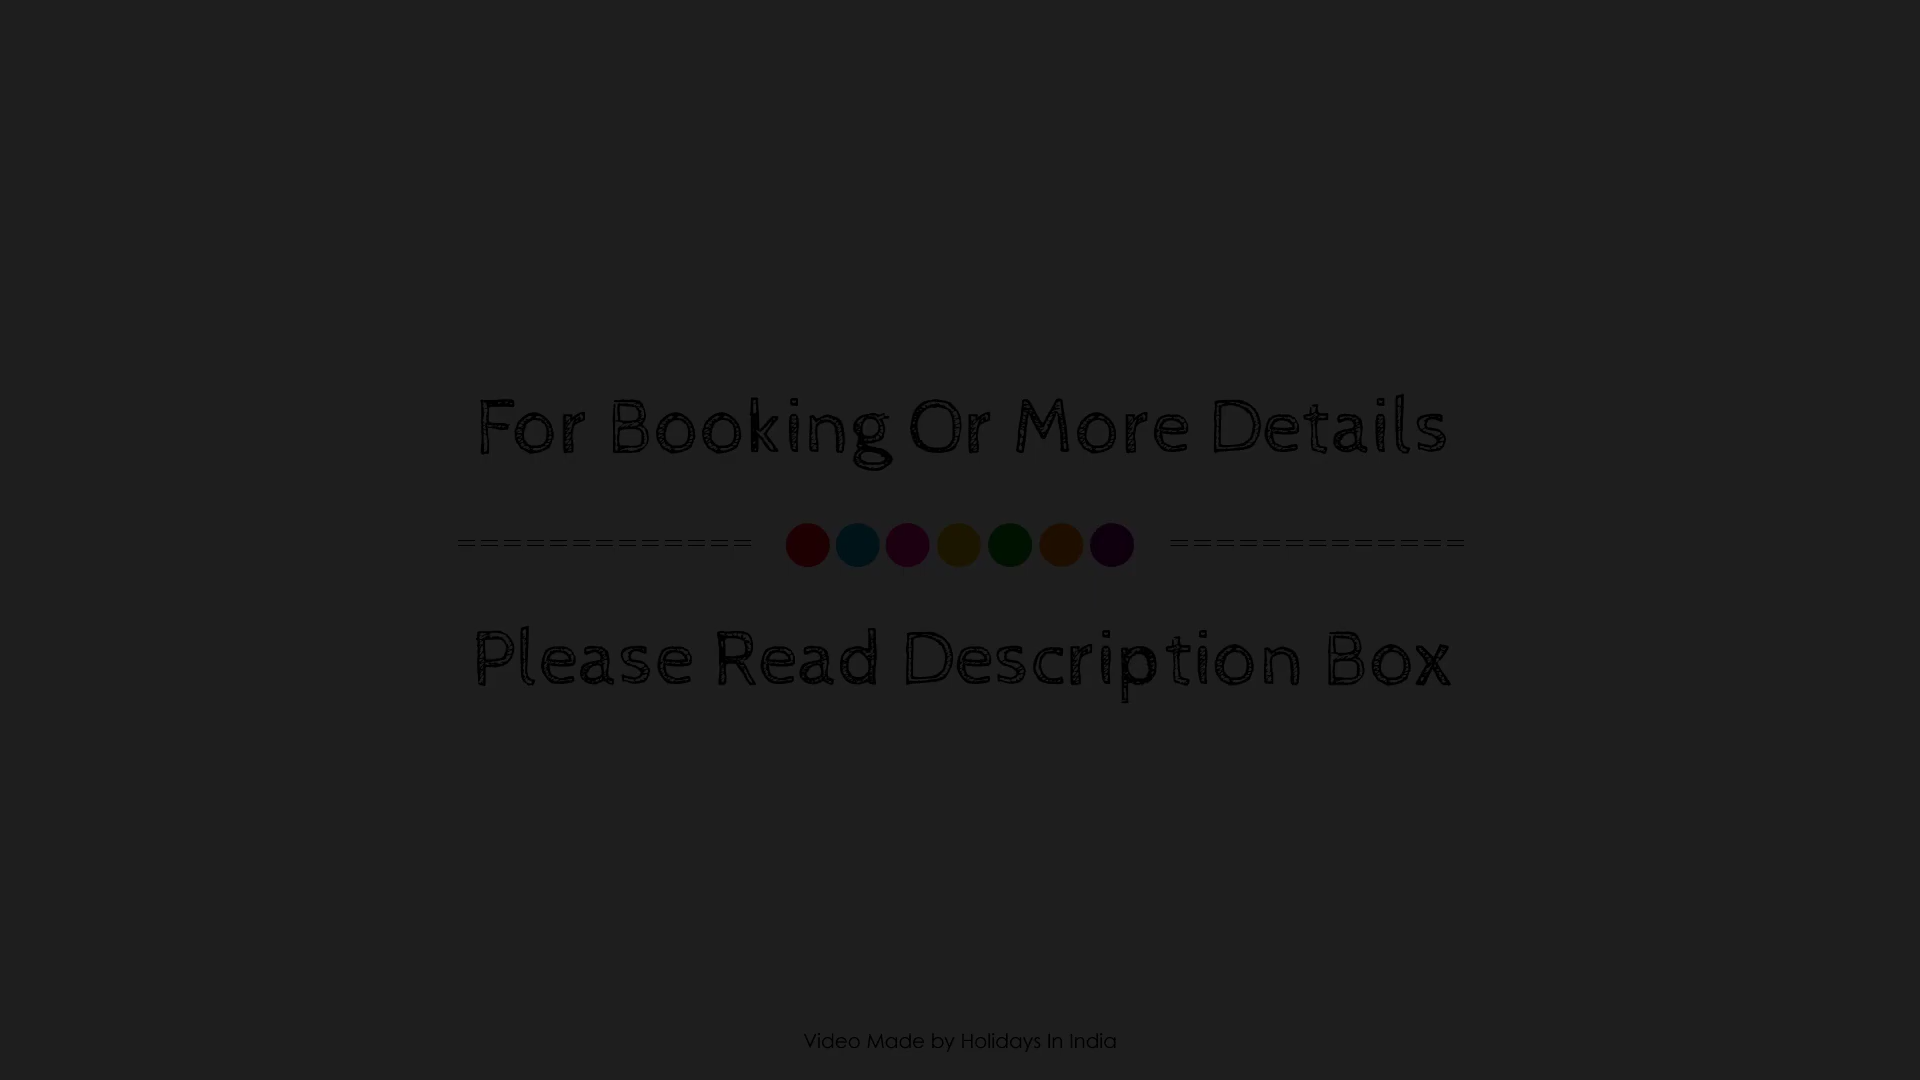 For Booking Or More Details
============= =============
Please Read Description Box
Video Made by Holidays In India